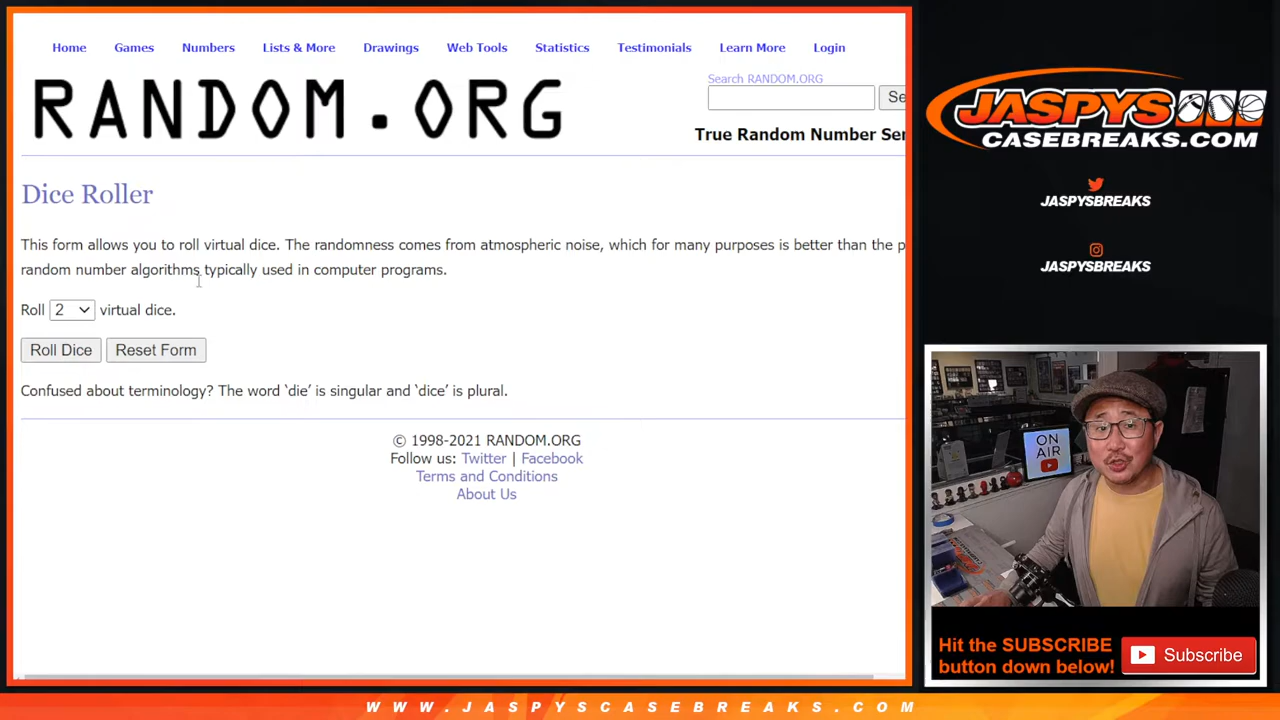 Home Games Numbers Lists & More Drawings Web Tools Statistics Testimonials Learn More Login
RANDOM.ORG
Search RANDOM.ORG
Se
True Random Number Ser
Dice Roller
This form allows you to roll virtual dice. The randomness comes from atmospheric noise, which for many purposes is better than the p
random number algorithms typically used in computer programs.
Roll 2 virtual dice.
Roll Dice Reset Form
Confused about terminology? The word ‘die’ is singular and ‘dice’ is plural.
© 1998-2021 RANDOM.ORG
Follow us: Twitter | Facebook
Terms and Conditions
About Us
JASPYS
CASEBREAKS.COM
JASPYSBREAKS
JASPYSBREAKS
ON
AIR
Hit the SUBSCRIBE
button down below!
Subscribe
WWW.JASPYSCASEBREAKS.COM